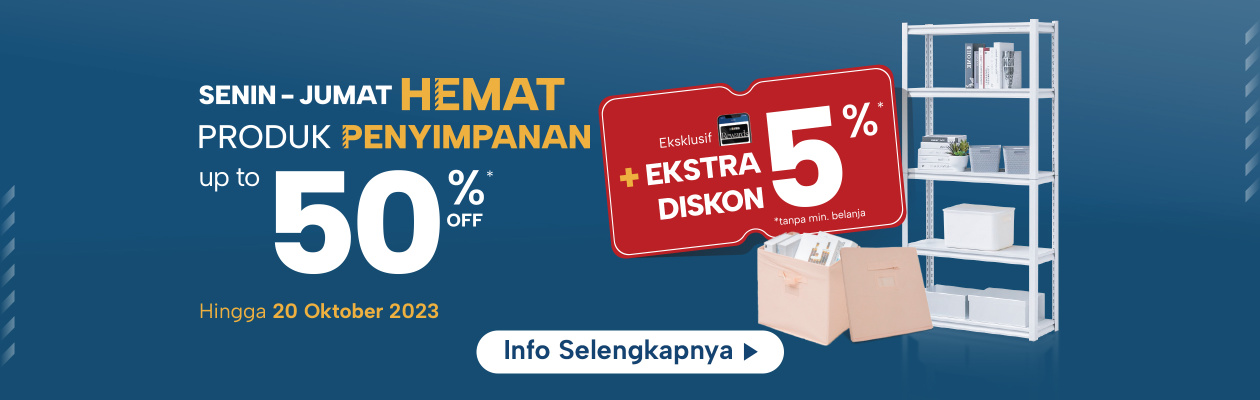 SENIN - JUMAT HEMAT
PRODUK PENYIMPANAN
up to 50%*
OFF
Hingga 20 Oktober 2023
Eksklusif Rewards
+ EKSTRA
DISKON
5%*
*tanpa min. belanja
Info Selengkapnya